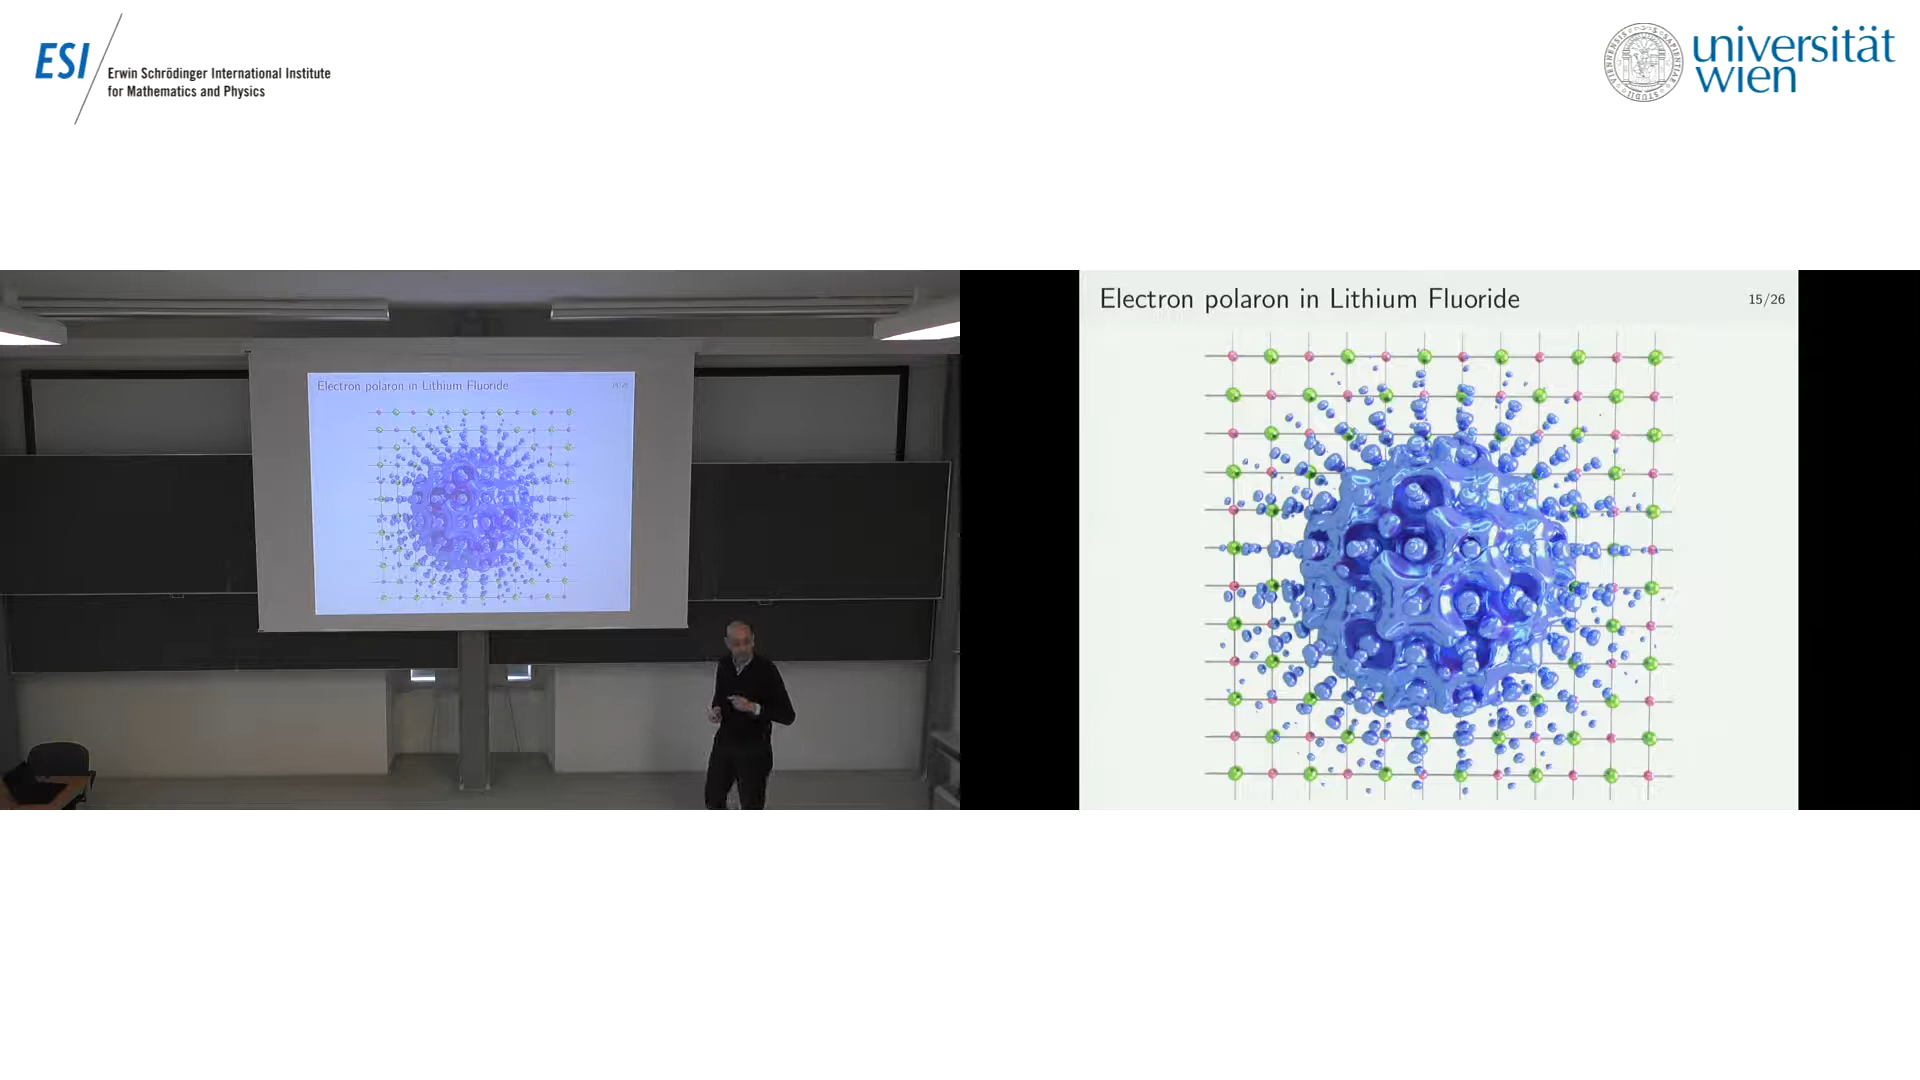 ESI
Erwin Schrödinger International Institute
for Mathematics and Physics
universität
wien
Electron polaron in Lithium Fluoride
Electron polaron in Lithium Fluoride
15/26